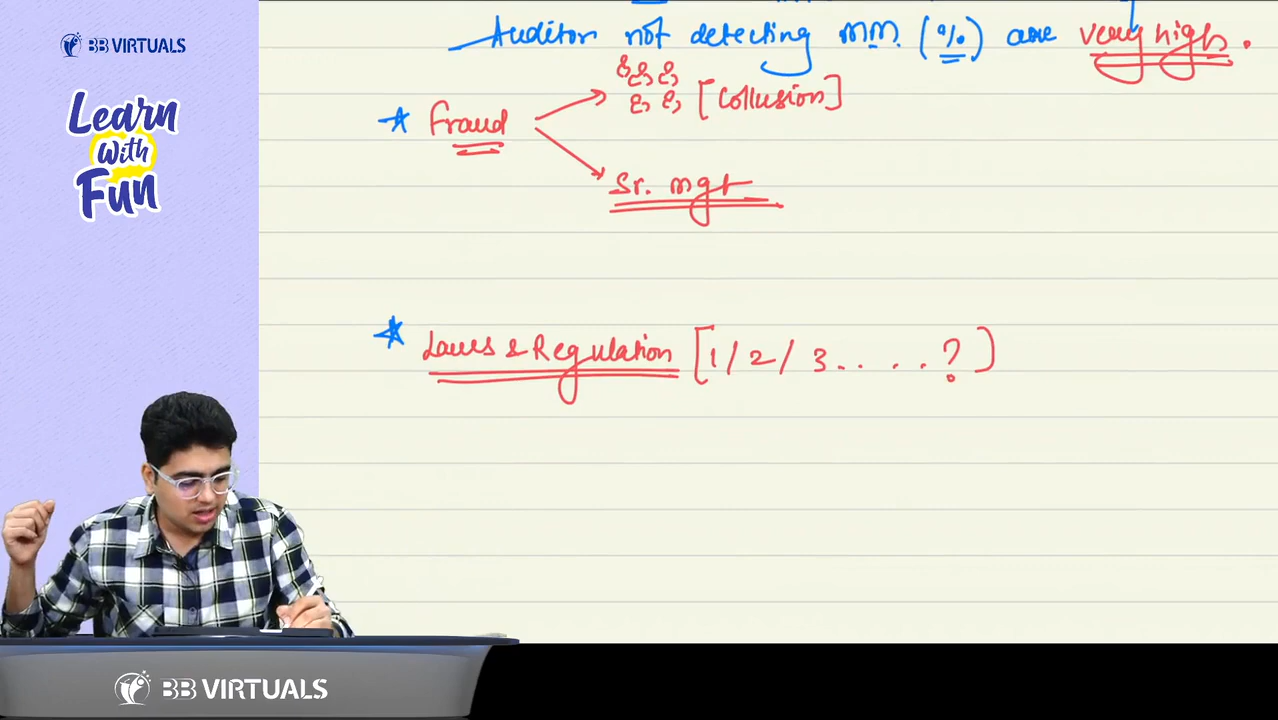 BB VIRTUALS
Learn
With
Fun
Auditor not detecting MM (%) are very high.
* Fraud
[Collusion]
Sr. mgt
* Laws & Regulation [1/2/3.....?]
BB VIRTUALS